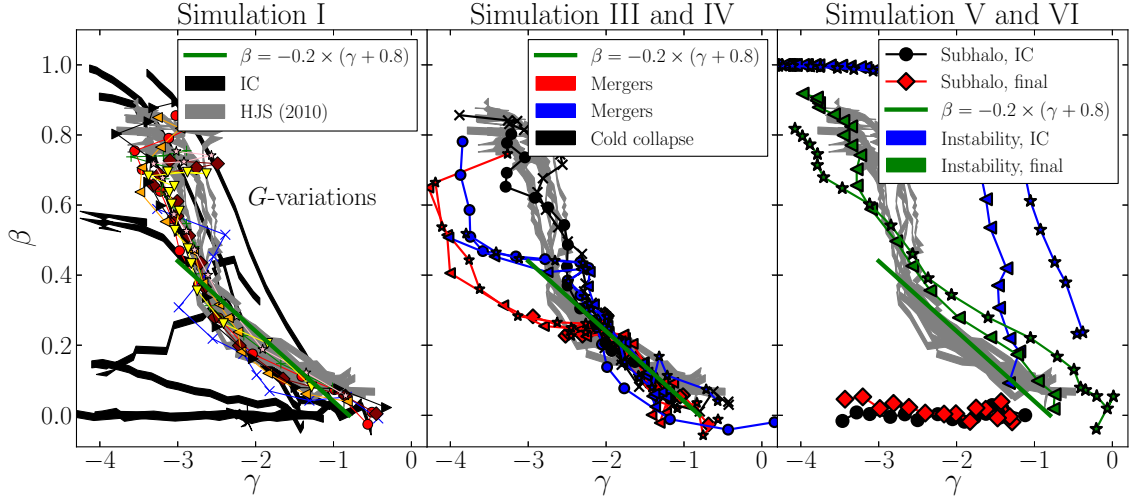 Simulation I
Simulation III and IV
Simulation V and VI
β = −0.2 × (γ + 0.8)
IC
HJS (2010)
G-variations
β = −0.2 × (γ + 0.8)
Mergers
Mergers
Cold collapse
Subhalo, IC
Subhalo, final
β = −0.2 × (γ + 0.8)
Instability, IC
Instability, final
β
1.0
0.8
0.6
0.4
0.2
0.0
−4 −3 −2 −1 0
−4 −3 −2 −1 0
−4 −3 −2 −1 0
γ
γ
γ